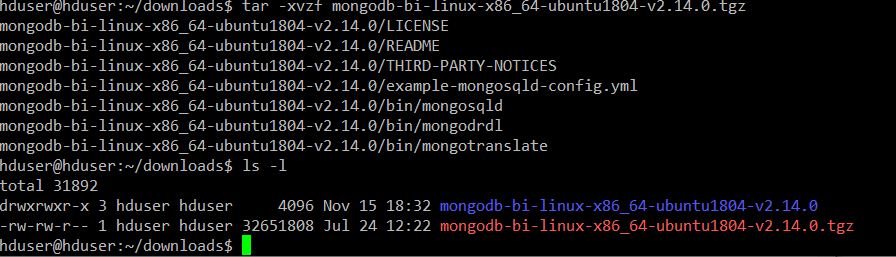 hduser@hduser:~/downloads$ tar -xvzf mongodb-bi-linux-x86_64-ubuntu1804-v2.14.0.tgz
mongodb-bi-linux-x86_64-ubuntu1804-v2.14.0/LICENSE
mongodb-bi-linux-x86_64-ubuntu1804-v2.14.0/README
mongodb-bi-linux-x86_64-ubuntu1804-v2.14.0/THIRD-PARTY-NOTICES
mongodb-bi-linux-x86_64-ubuntu1804-v2.14.0/example-mongosqld-config.yml
mongodb-bi-linux-x86_64-ubuntu1804-v2.14.0/bin/mongosqld
mongodb-bi-linux-x86_64-ubuntu1804-v2.14.0/bin/mongodrdl
mongodb-bi-linux-x86_64-ubuntu1804-v2.14.0/bin/mongotranslate
hduser@hduser:~/downloads$ ls -l
total 31892
drwxrwxr-x 3 hduser hduser     4096 Nov 15 18:32 mongodb-bi-linux-x86_64-ubuntu1804-v2.14.0
-rw-rw-r-- 1 hduser hduser 32651808 Jul 24 12:22 mongodb-bi-linux-x86_64-ubuntu1804-v2.14.0.tgz
hduser@hduser:~/downloads$